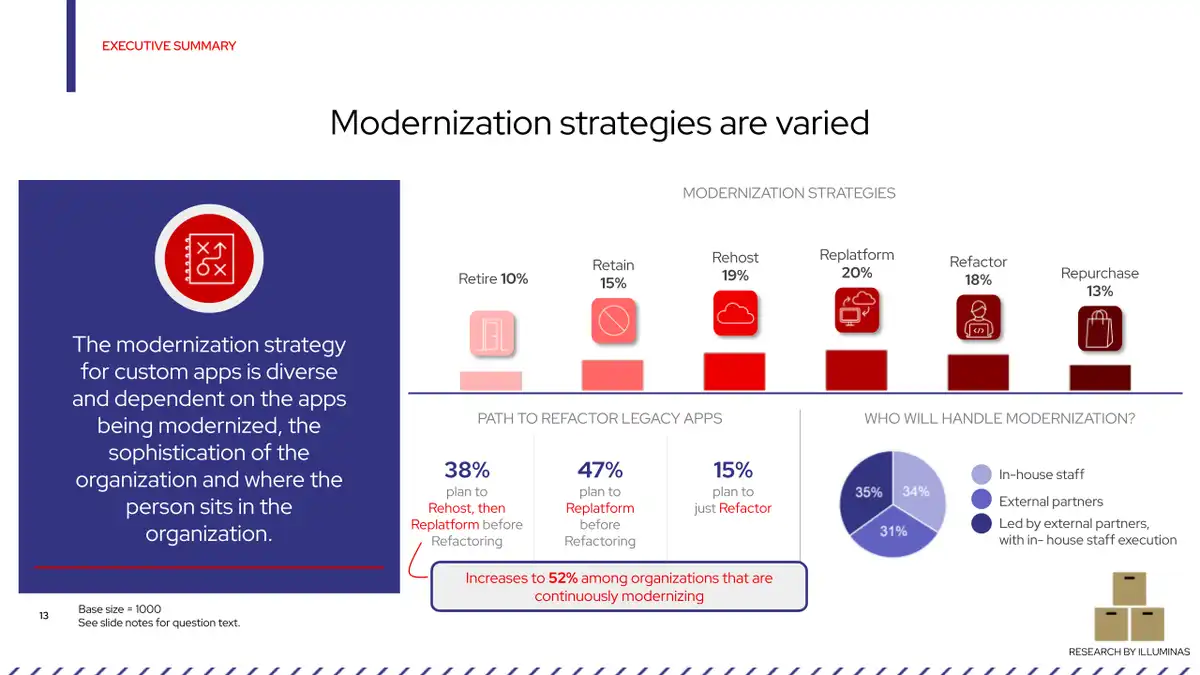 EXECUTIVE SUMMARY
Modernization strategies are varied
The modernization strategy
for custom apps is diverse
and dependent on the apps
being modernized, the
sophistication of the
organization and where the
person sits in the
organization.
MODERNIZATION STRATEGIES
Retire 10%
Retain
15%
Rehost
19%
Replatform
20%
Refactor
18%
Repurchase
13%
PATH TO REFACTOR LEGACY APPS
38%
plan to
Rehost, then
Replatform before
Refactoring
47%
plan to
Replatform
before
Refactoring
15%
plan to
just Refactor
Increases to 52% among organizations that are
continuously modernizing
WHO WILL HANDLE MODERNIZATION?
35%
34%
31%
In-house staff
External partners
Led by external partners,
with in- house staff execution
13
Base size = 1000
See slide notes for question text.
RESEARCH BY ILLUMINAS